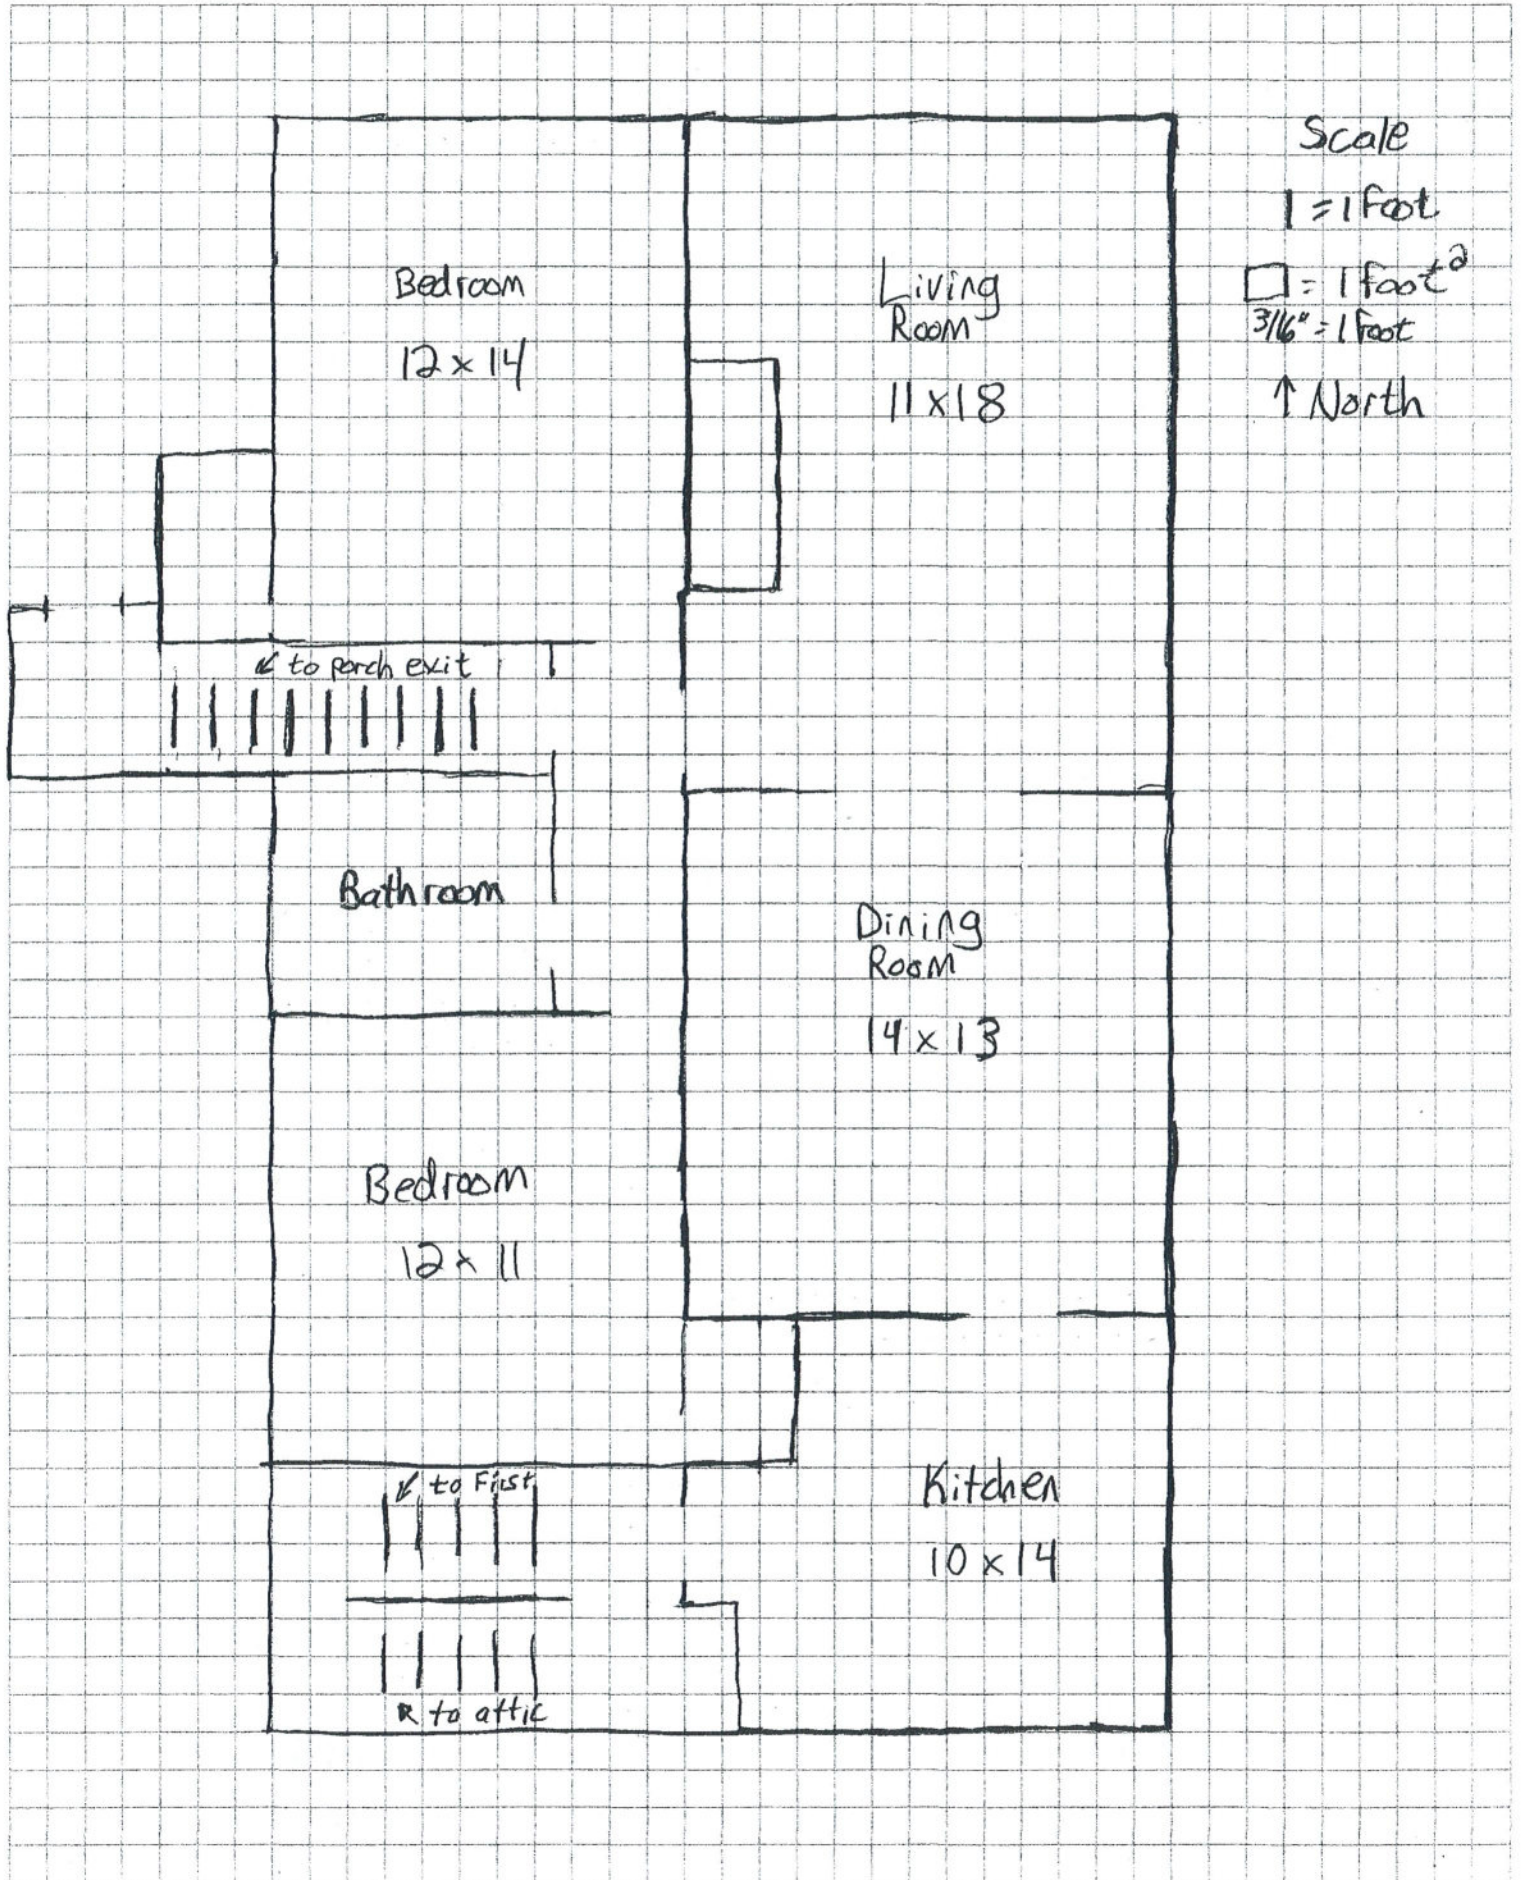 Scale
1 = 1 Foot
□ = 1 foot²
3/16" = 1 foot
↑ North
Bedroom
12 x 14
Living
Room
11 x 18
↙ to porch exit
Bathroom
Dining
Room
14 x 13
Bedroom
12 x 11
↙ to First
Kitchen
10 x 14
↖ to attic